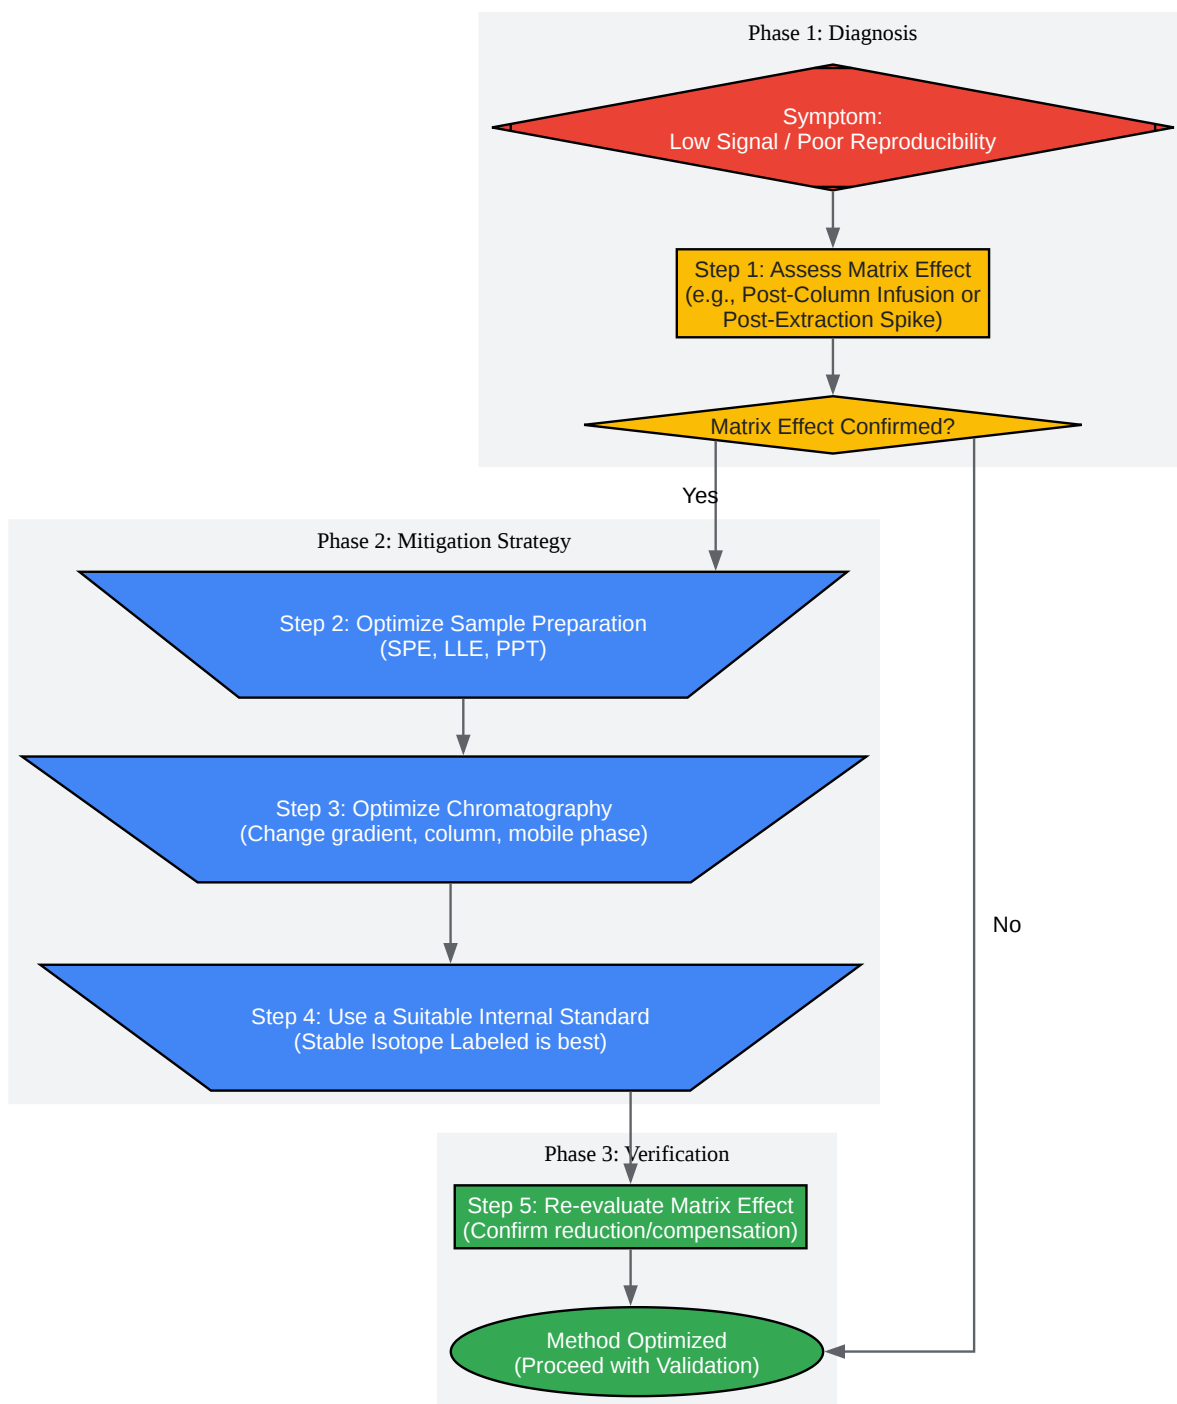 Phase 1: Diagnosis
Symptom:
Low Signal / Poor Reproducibility
Step 1: Assess Matrix Effect
(e.g., Post-Column Infusion or
Post-Extraction Spike)
Matrix Effect Confirmed?
Yes
Phase 2: Mitigation Strategy
Step 2: Optimize Sample Preparation
(SPE, LLE, PPT)
Step 3: Optimize Chromatography
(Change gradient, column, mobile phase)
No
Step 4: Use a Suitable Internal Standard
(Stable Isotope Labeled is best)
Phase 3: Verification
Step 5: Re-evaluate Matrix Effect
(Confirm reduction/compensation)
Method Optimized
(Proceed with Validation)